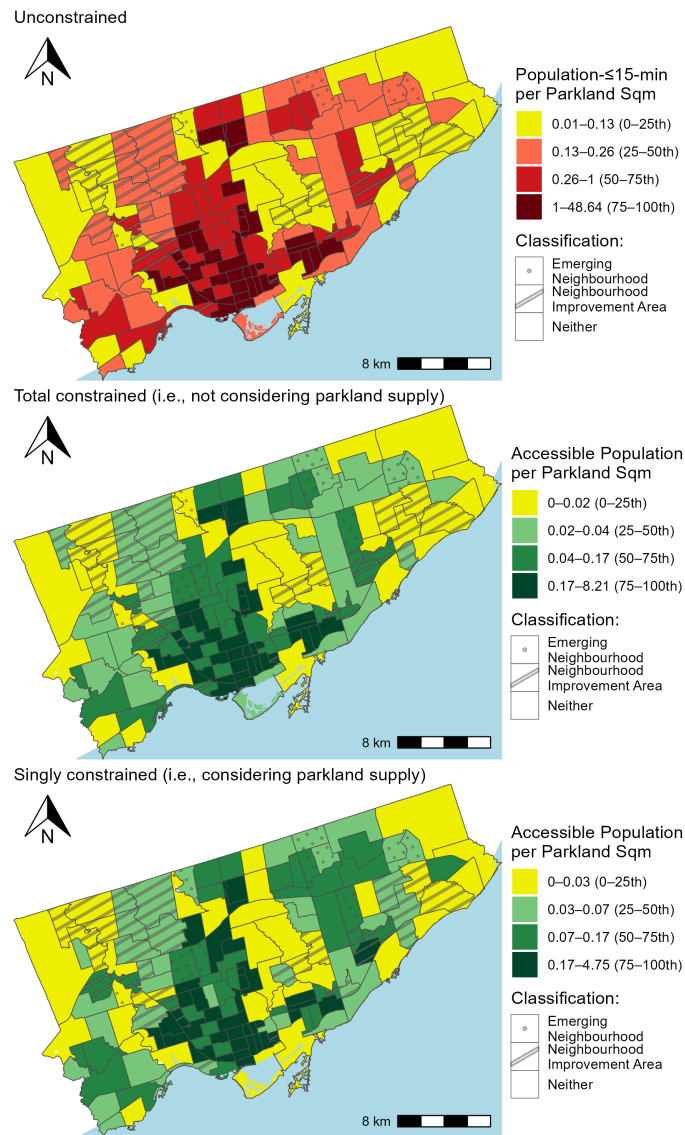 Unconstrained
N
8 km
Population-≤15-min
per Parkland Sqm
0.01–0.13 (0–25th)
0.13–0.26 (25–50th)
0.26–1 (50–75th)
1–48.64 (75–100th)
Classification:
Emerging
Neighbourhood
Neighbourhood
Improvement Area
Neither
Total constrained (i.e., not considering parkland supply)
N
8 km
Accessible Population
per Parkland Sqm
0–0.02 (0–25th)
0.02–0.04 (25–50th)
0.04–0.17 (50–75th)
0.17–8.21 (75–100th)
Classification:
Emerging
Neighbourhood
Neighbourhood
Improvement Area
Neither
Singly constrained (i.e., considering parkland supply)
N
8 km
Accessible Population
per Parkland Sqm
0–0.03 (0–25th)
0.03–0.07 (25–50th)
0.07–0.17 (50–75th)
0.17–4.75 (75–100th)
Classification:
Emerging
Neighbourhood
Neighbourhood
Improvement Area
Neither